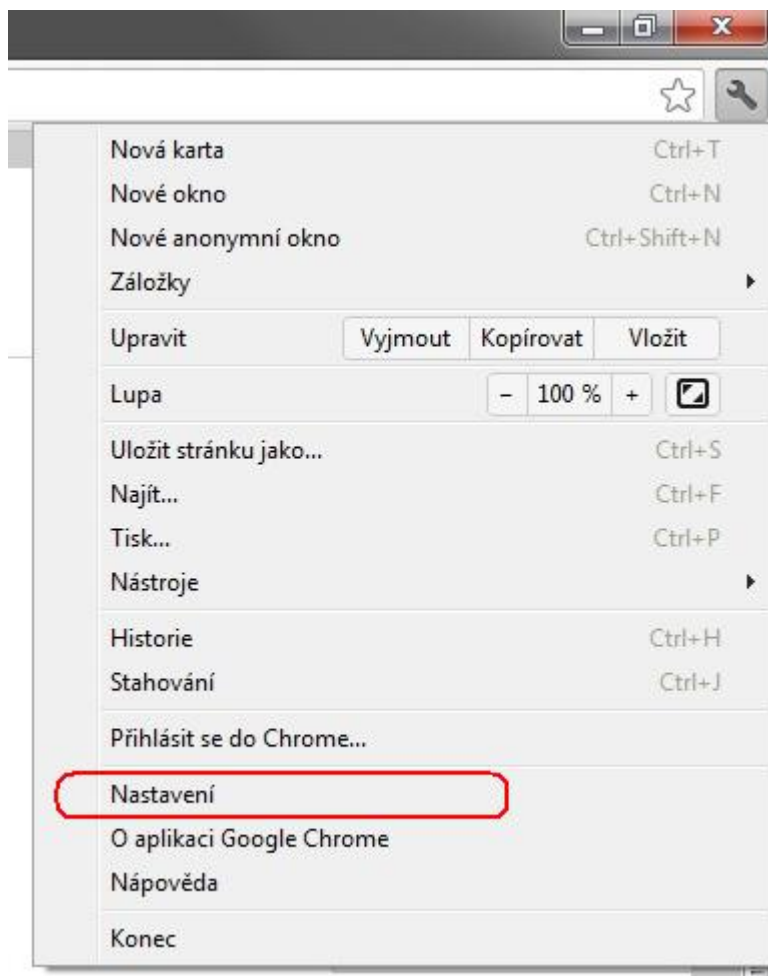 Nová karta Ctrl+T
Nové okno Ctrl+N
Nové anonymní okno Ctrl+Shift+N
Záložky
Upravit Vyjmout Kopírovat Vložit
Lupa - 100 % +
Uložit stránku jako... Ctrl+S
Najít... Ctrl+F
Tisk... Ctrl+P
Nástroje
Historie Ctrl+H
Stahování Ctrl+J
Přihlásit se do Chrome...
Nastavení
O aplikaci Google Chrome
Nápověda
Konec